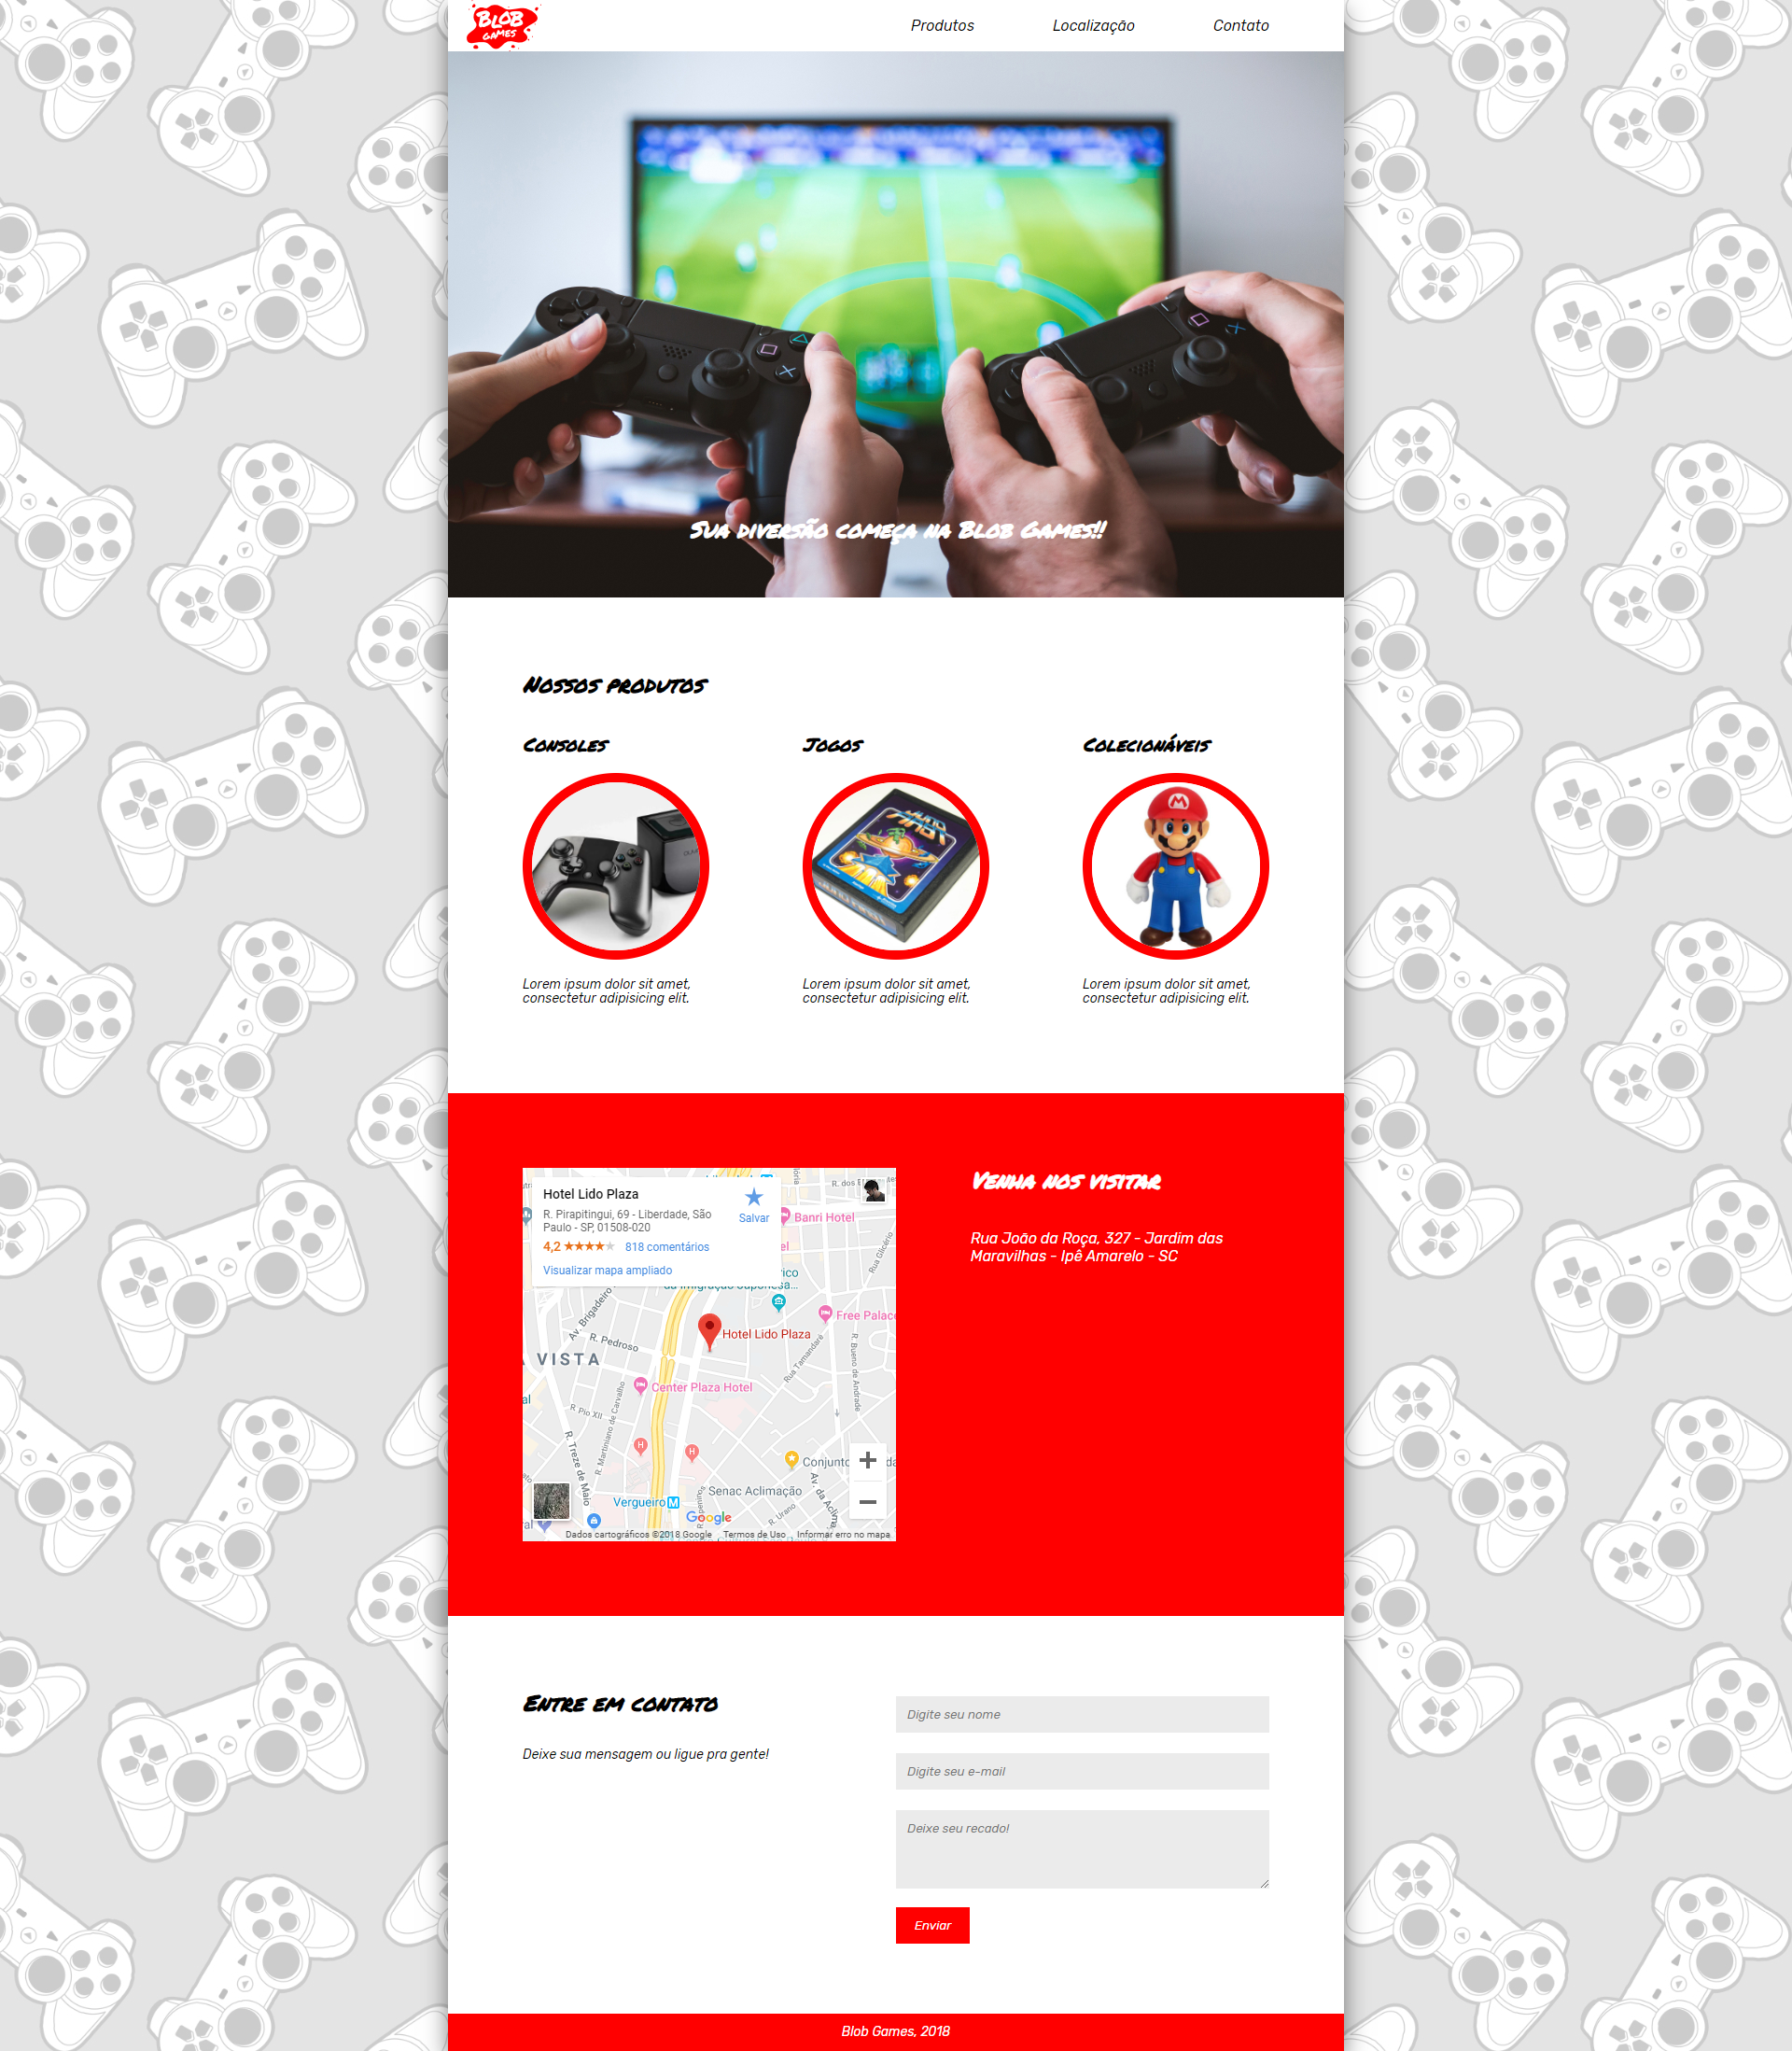 BLOB
GAMES
Produtos
Localização
Contato
Sua diversão começa na Blob Games!!
Nossos produtos
Consoles
Jogos
Colecionáveis
Lorem ipsum dolor sit amet,
consectetur adipisicing elit.
Lorem ipsum dolor sit amet,
consectetur adipisicing elit.
Lorem ipsum dolor sit amet,
consectetur adipisicing elit.
Hotel Lido Plaza
R. Pirapitingui, 69 - Liberdade, São
Paulo - SP, 01508-020
Salvar
4,2 ★★★★★ 818 comentários
Visualizar mapa ampliado
R. dos
Banri Hotel
Rua Glicério
Av. Brigadeiro
Free Palace
Hotel Lido Plaza
R. Pedroso
VISTA
Rua Tamandaré
R. Bueno de Andrade
Center Plaza Hotel
R. Pio XII
R. Martiniano de Carvalho
R. Treze de Maio
Conjunto
Senac Aclimação
Av. da Aclimação
Vergueiro M
R. Urano
Google
Dados cartográficos ©2018 Google
Termos de Uso
Informar erro no mapa
Venha nos visitar
Rua João da Roça, 327 - Jardim das
Maravilhas - Ipê Amarelo - SC
Entre em contato
Deixe sua mensagem ou ligue pra gente!
Digite seu nome
Digite seu e-mail
Deixe seu recado!
Enviar
Blob Games, 2018